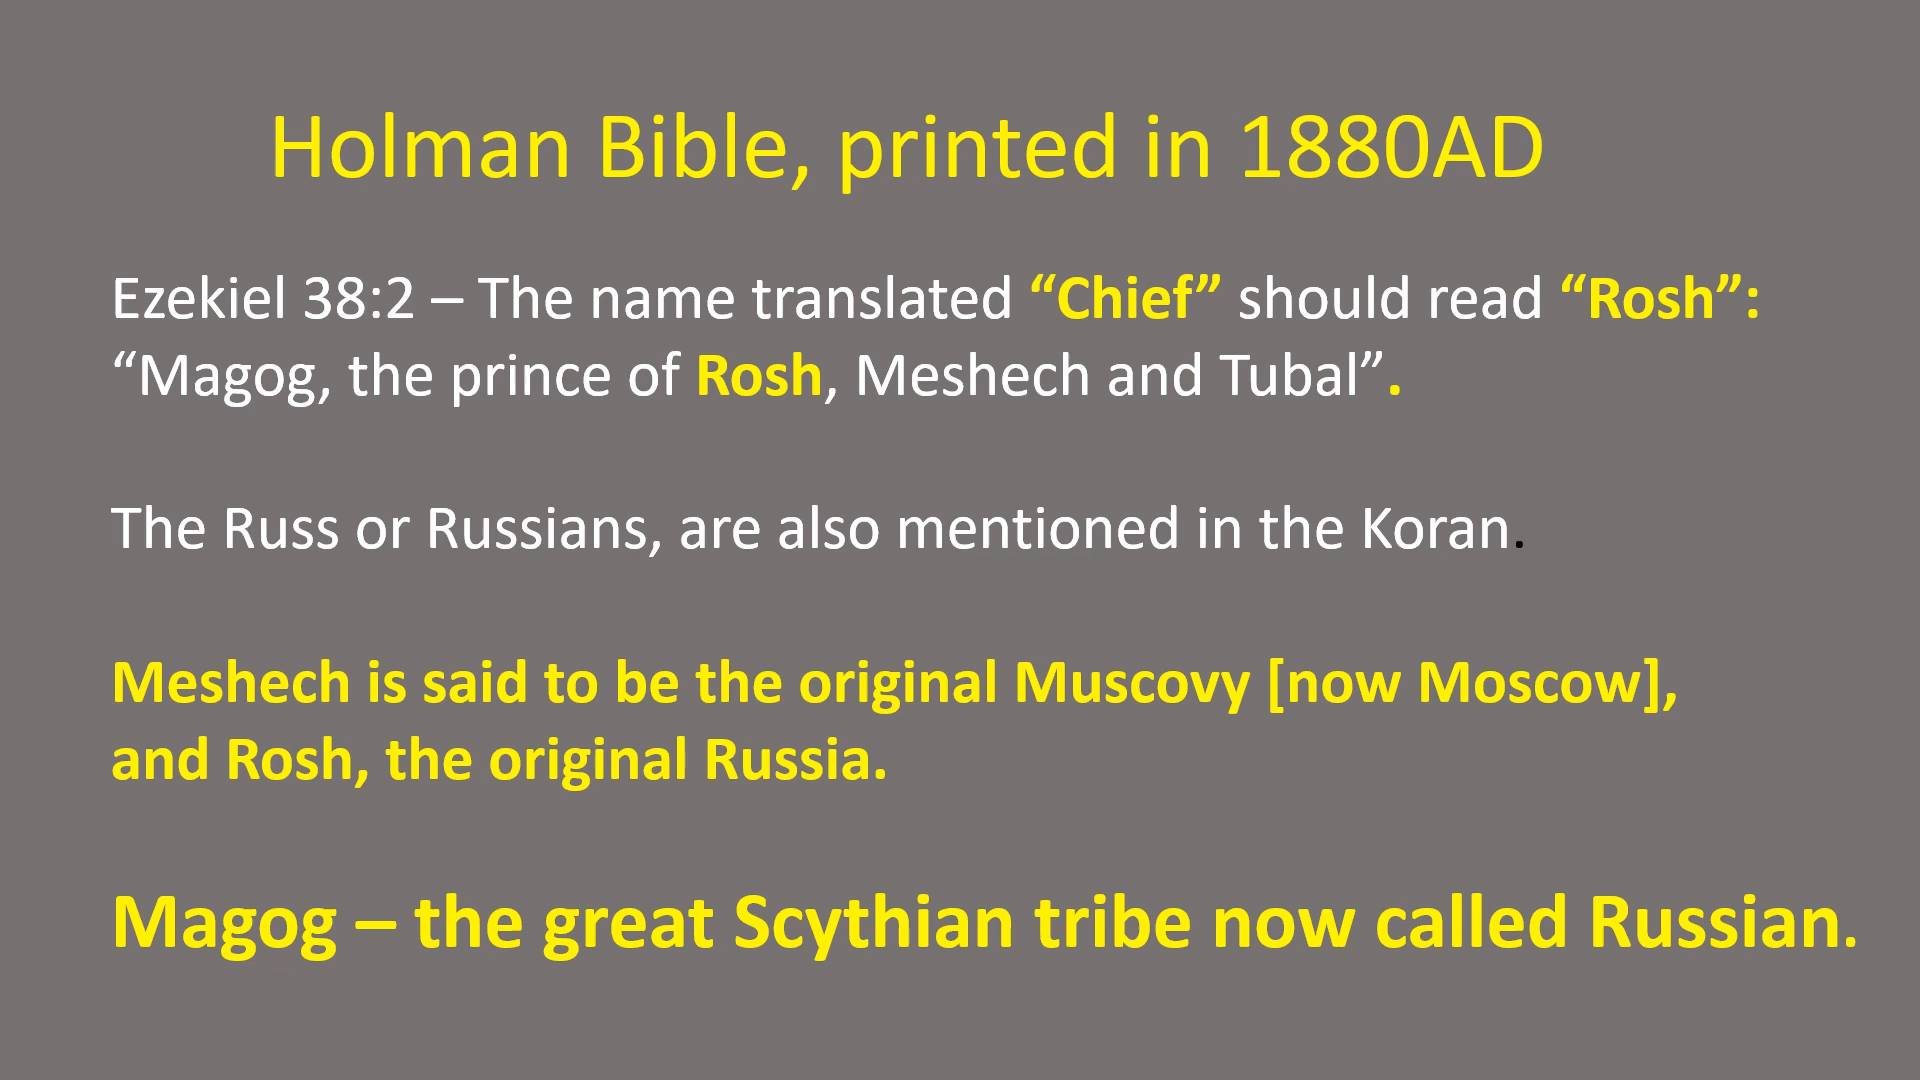 Holman Bible, printed in 1880AD
Ezekiel 38:2 – The name translated “Chief” should read “Rosh”:
“Magog, the prince of Rosh, Meshech and Tubal”.
The Russ or Russians, are also mentioned in the Koran.
Meshech is said to be the original Muscovy [now Moscow],
and Rosh, the original Russia.
Magog – the great Scythian tribe now called Russian.